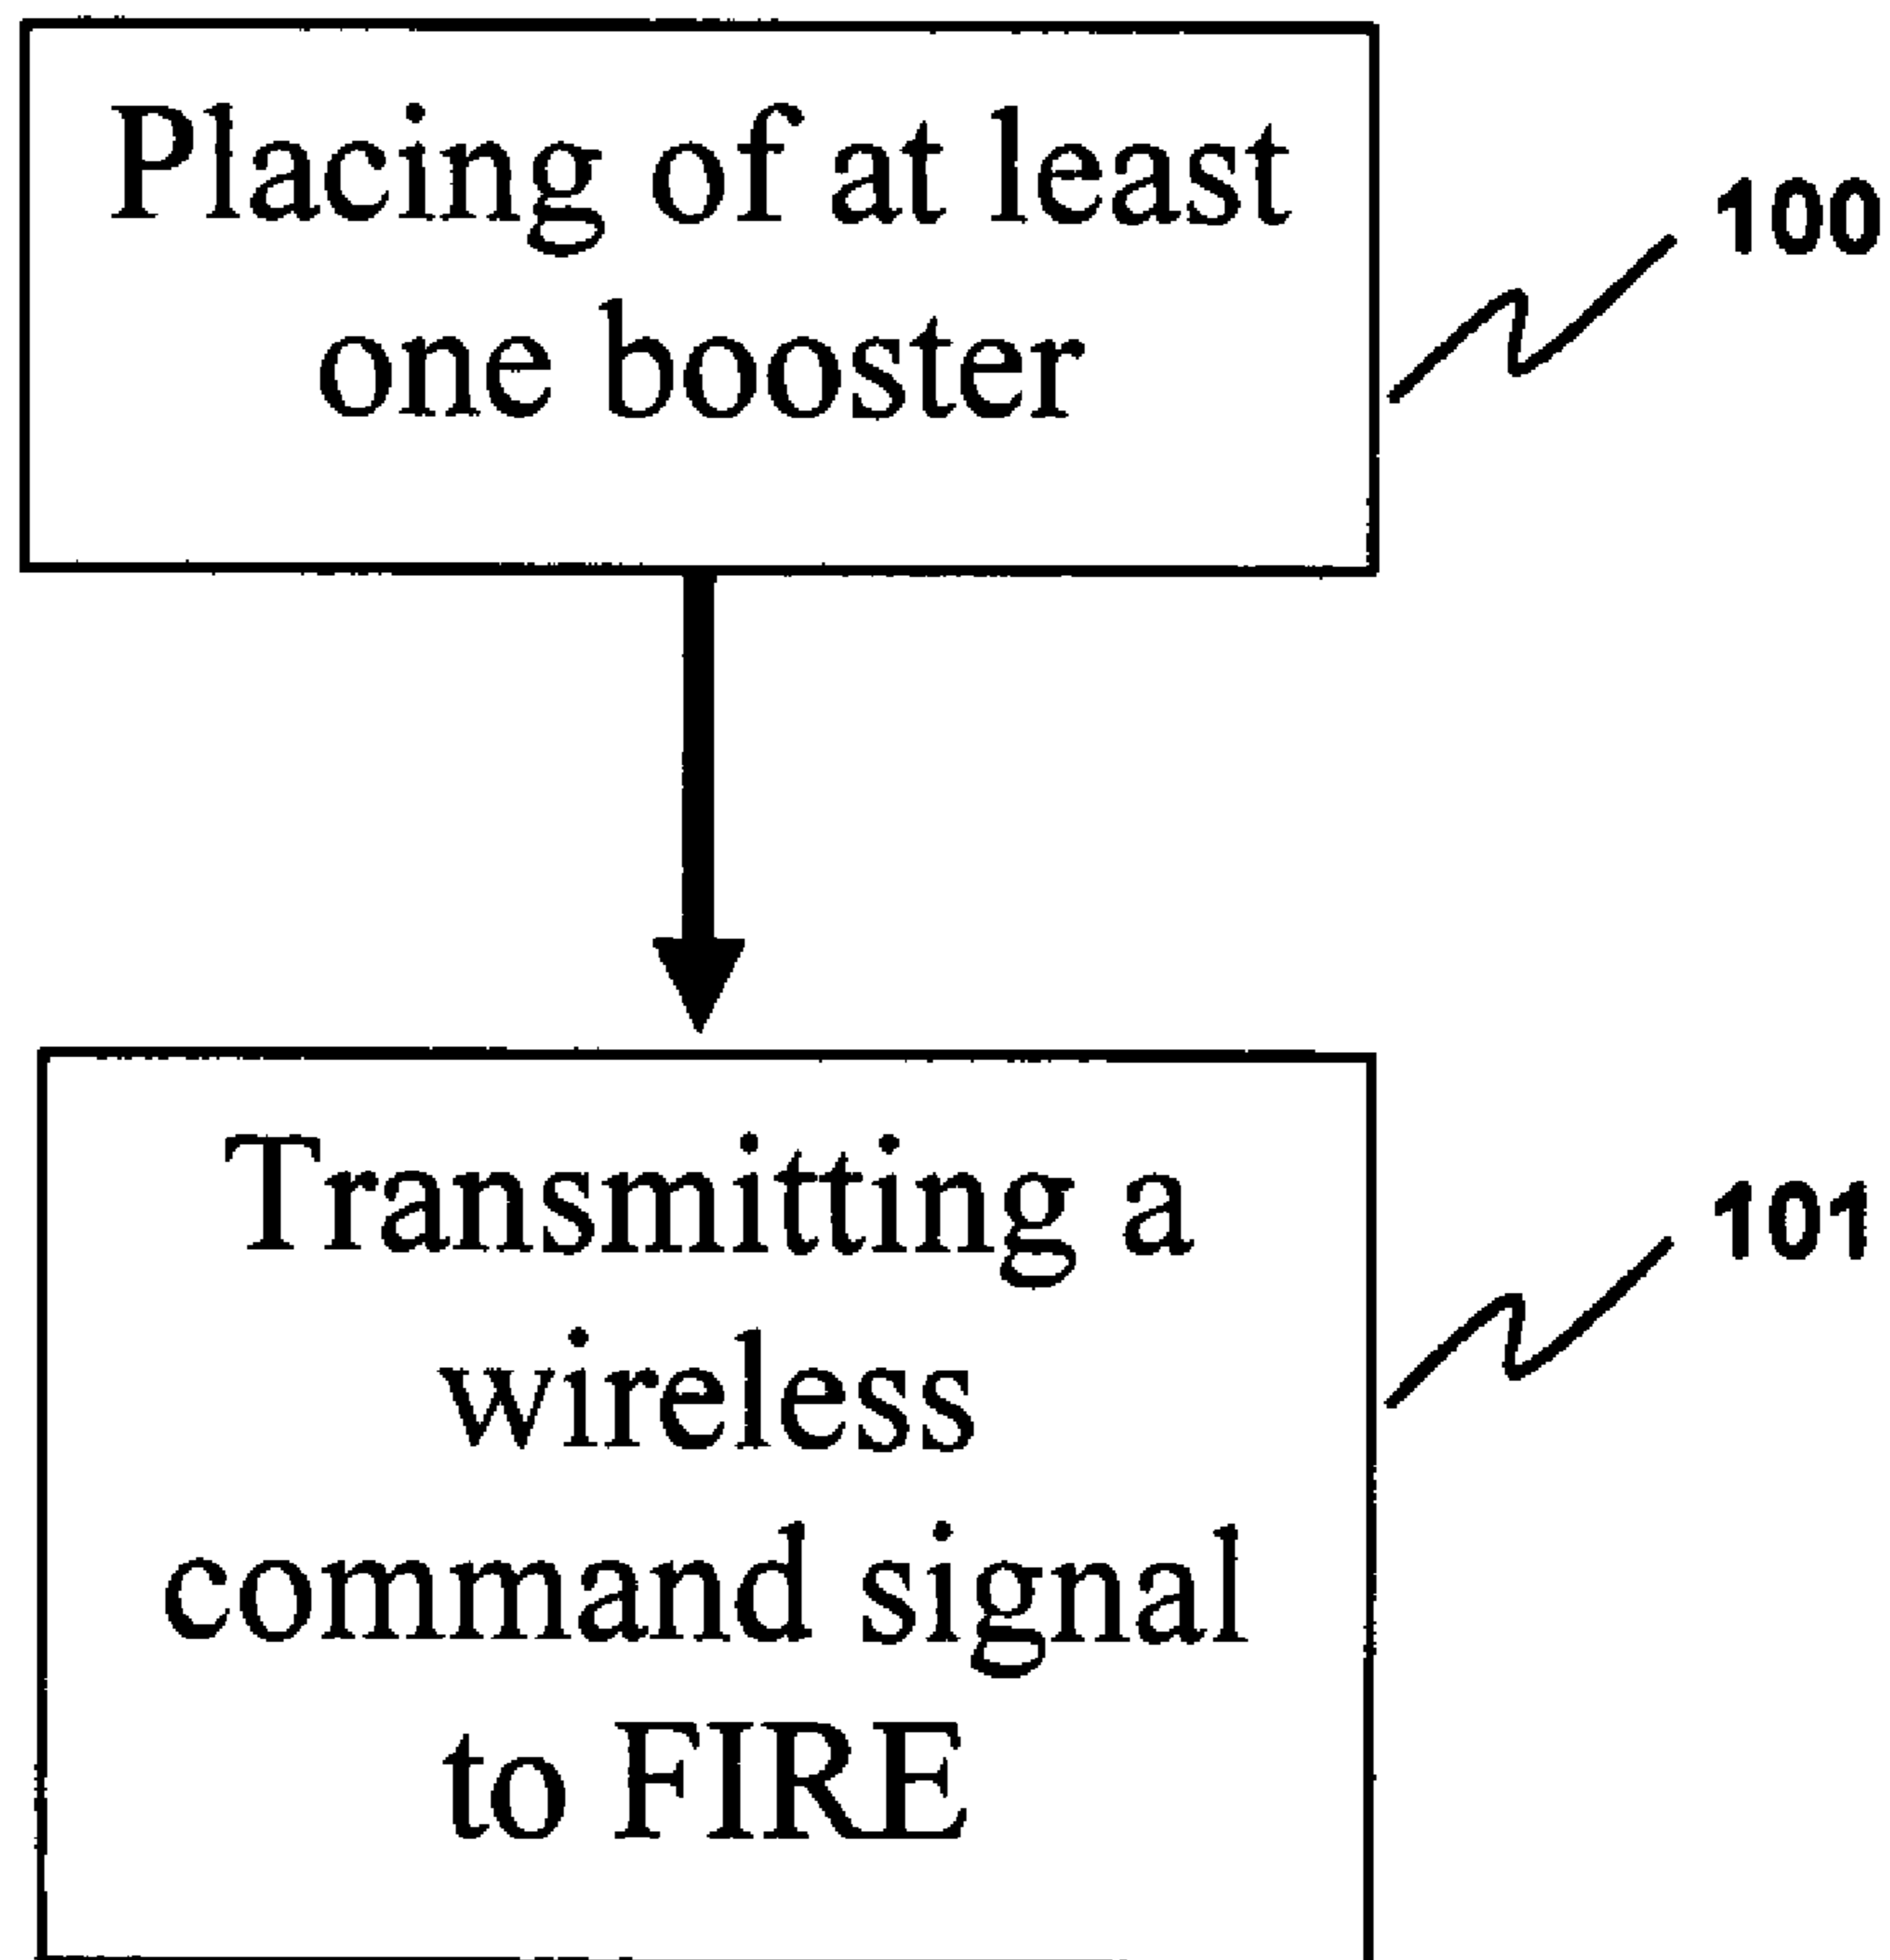 Placing of at least
one booster
100
Transmitting a
wireless
command signal
to FIRE
101